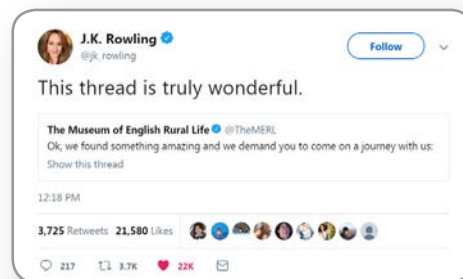 J.K. Rolling
@jk_rowling
Follow
This thread is truly wonderful.
The Museum of English Rural Life @TheMERL
Ok, we found something amazing and we demand you to come on a journey with us:
Show this thread
12:18 PM
3,725 Retweets 21,580 Likes
217 3.7K 22K